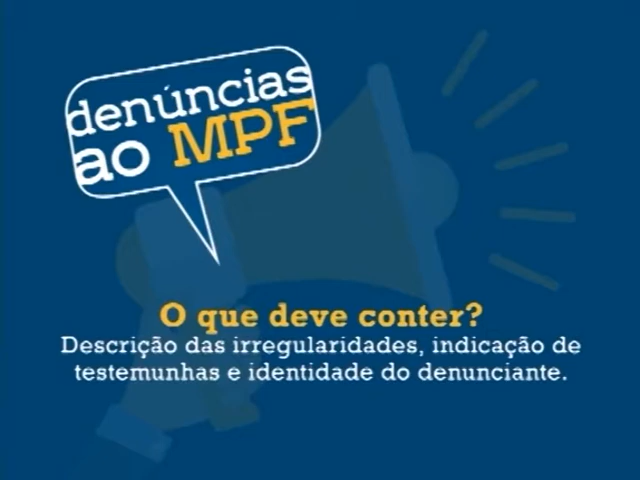 denúncias
ao MPF
O que deve conter?
Descrição das irregularidades, indicação de
testemunhas e identidade do denunciante.